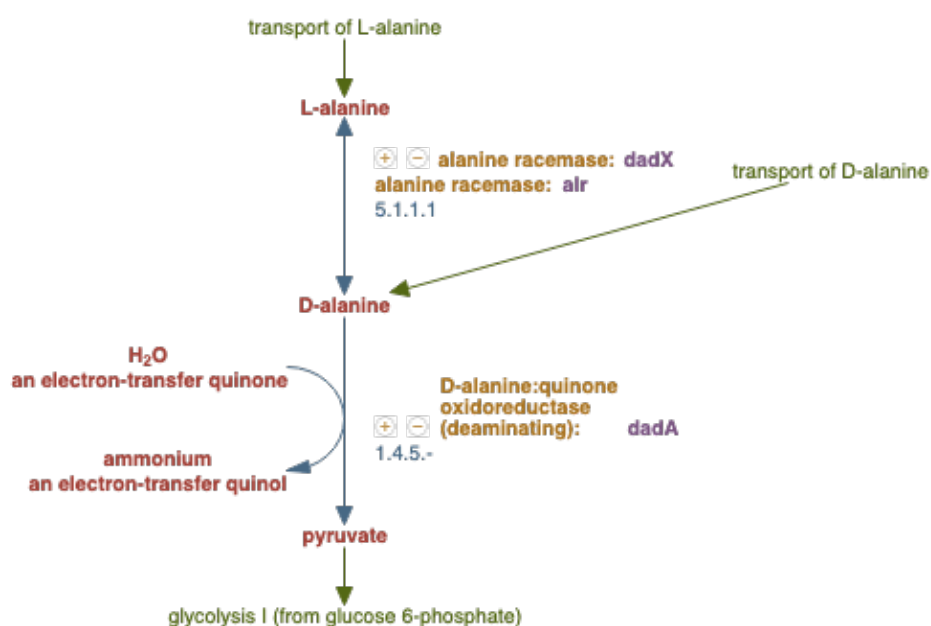 transport of L-alanine
L-alanine
+ − alanine racemase: dadX
alanine racemase: alr
5.1.1.1
transport of D-alanine
D-alanine
H₂O
an electron-transfer quinone
D-alanine:quinone
oxidoreductase
+ − (deaminating): dadA
1.4.5.-
ammonium
an electron-transfer quinol
pyruvate
glycolysis I (from glucose 6-phosphate)